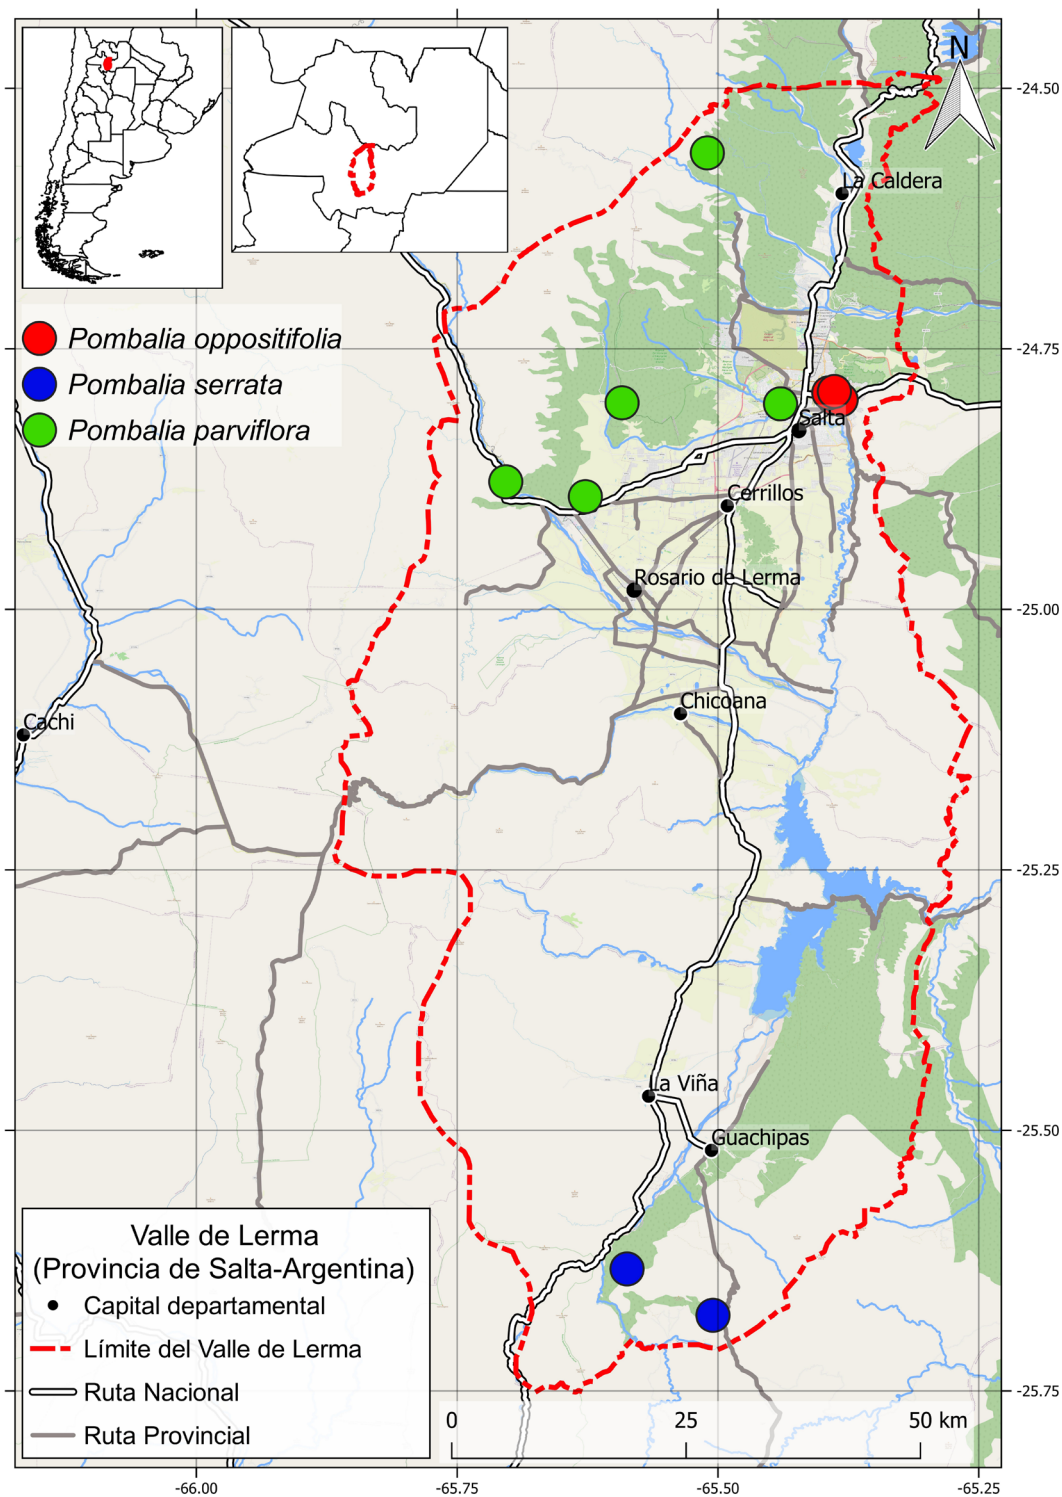 N
-24.50
La Caldera
Pombalia oppositifolia
Pombalia serrata
Pombalia parviflora
-24.75
Salta
Cerrillos
Rosario de Lerma
-25.00
Chicoana
Cachi
-25.25
La Viña
-25.50
Guachipas
Valle de Lerma
(Provincia de Salta-Argentina)
Capital departamental
Límite del Valle de Lerma
Ruta Nacional
Ruta Provincial
-25.75
0 25 50 km
-66.00 -65.75 -65.50 -65.25